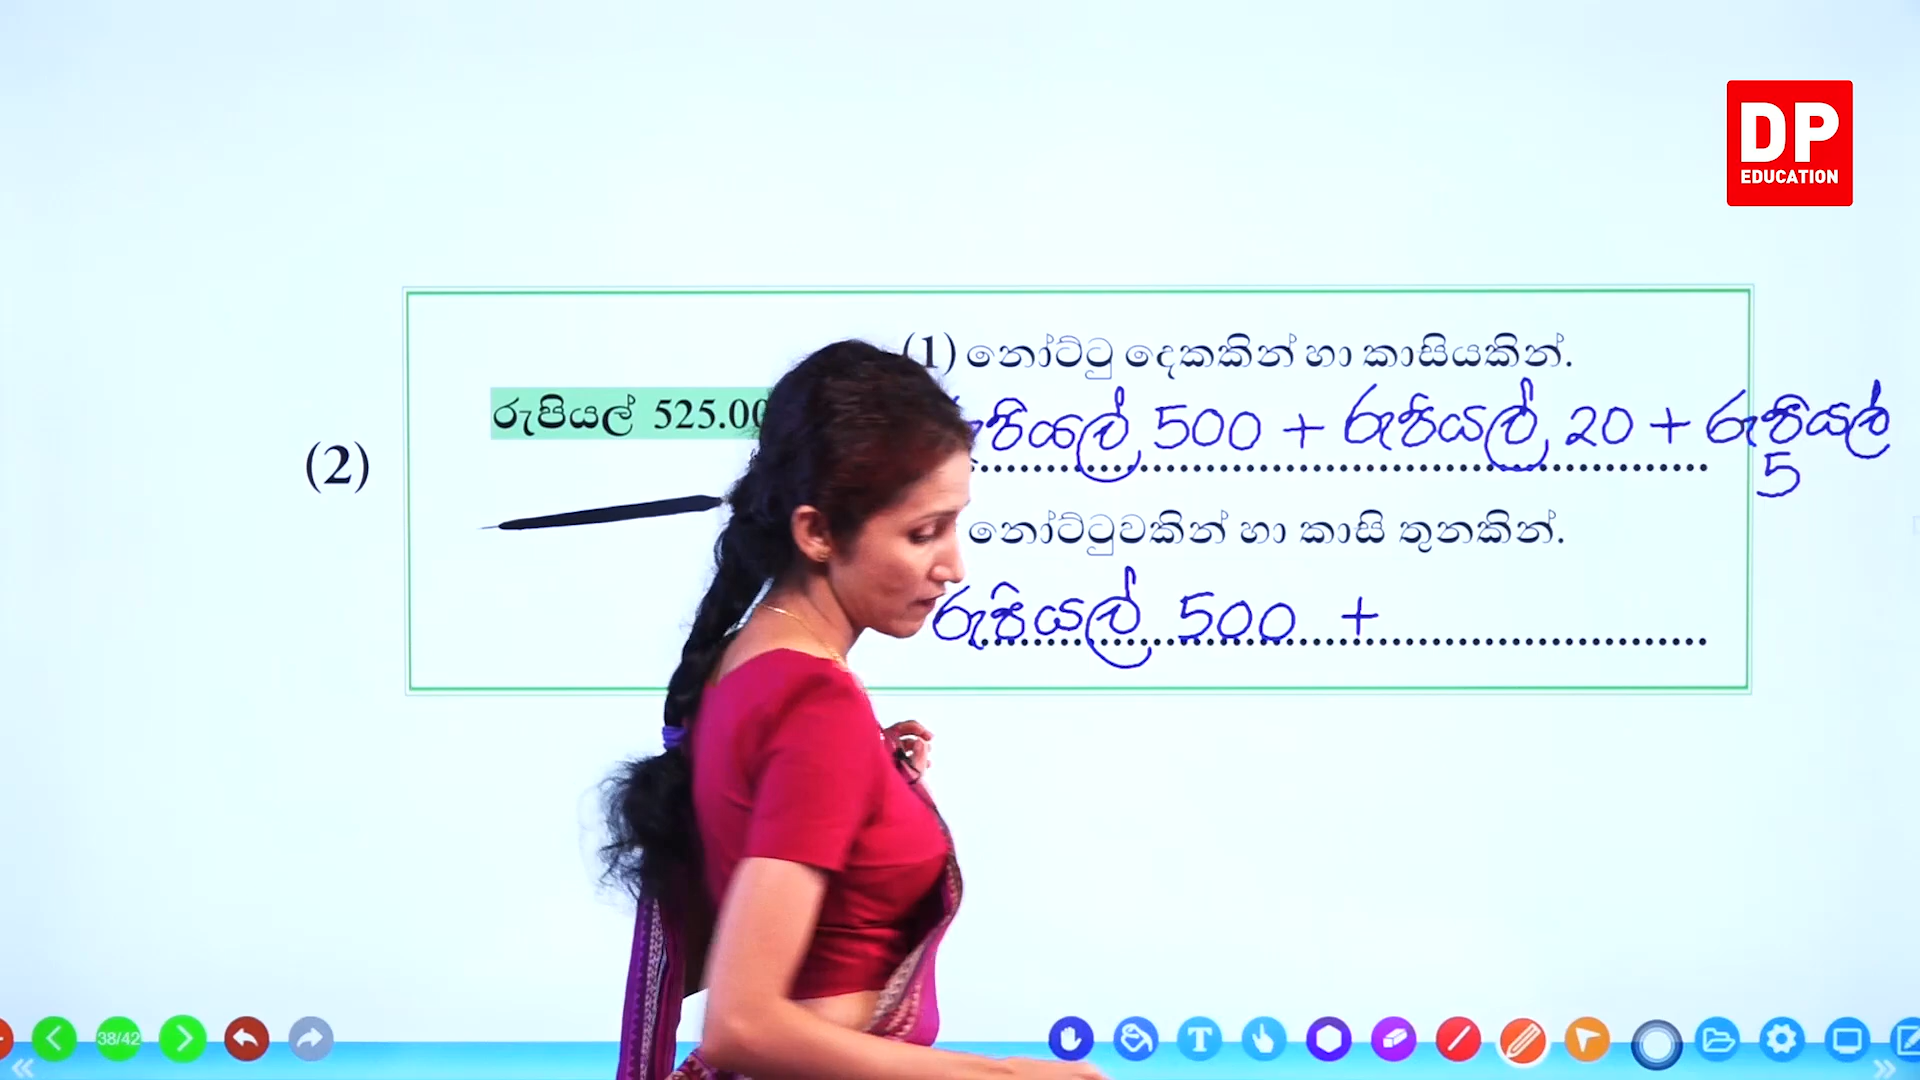 DP
EDUCATION
(1) නෝට්ටු දෙකකින් හා කාසියකින්.
රුපියල් 525.00
රුපියල් 500 + රුපියල් 20 + රුපියල්
5
(2)
නෝට්ටුවකින් හා කාසි තුනකින්.
රුපියල් 500 +
38/42
T